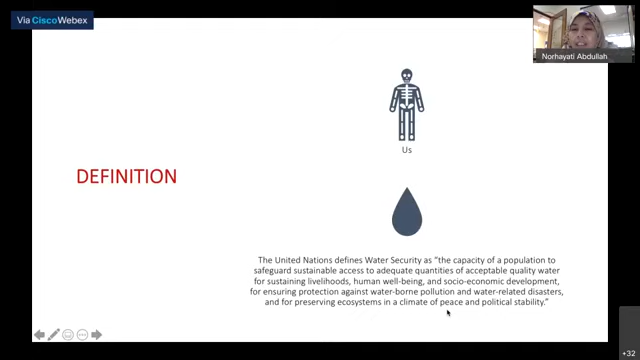 Via Cisco Webex
Norhayati Abdullah
Us
DEFINITION
The United Nations defines Water Security as "the capacity of a population to
safeguard sustainable access to adequate quantities of acceptable quality water
for sustaining livelihoods, human well-being, and socio-economic development,
for ensuring protection against water-borne pollution and water-related disasters,
and for preserving ecosystems in a climate of peace and political stability."
+32